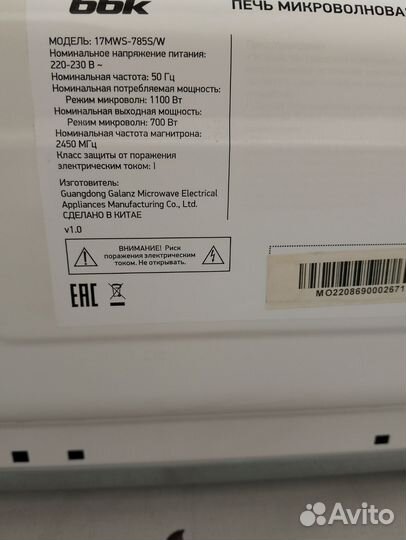 bbk
ПЕЧЬ МИКРОВОЛНОВАЯ
МОДЕЛЬ: 17MWS-785S/W
Номинальное напряжение питания:
220-230 В ~
Номинальная частота: 50 Гц
Номинальная потребляемая мощность:
Режим микроволн: 1100 Вт
Номинальная выходная мощность:
Режим микроволн: 700 Вт
Номинальная частота магнетрона:
2450 МГц
Класс защиты от поражения
электрическим током: I
Изготовитель:
Guangdong Galanz Microwave Electrical
Appliances Manufacturing Co., Ltd.
СДЕЛАНО В КИТАЕ
v1.0
ВНИМАНИЕ! Риск
поражения электрическим
током. Не открывать.
EAC
MO2208690002671
Avito